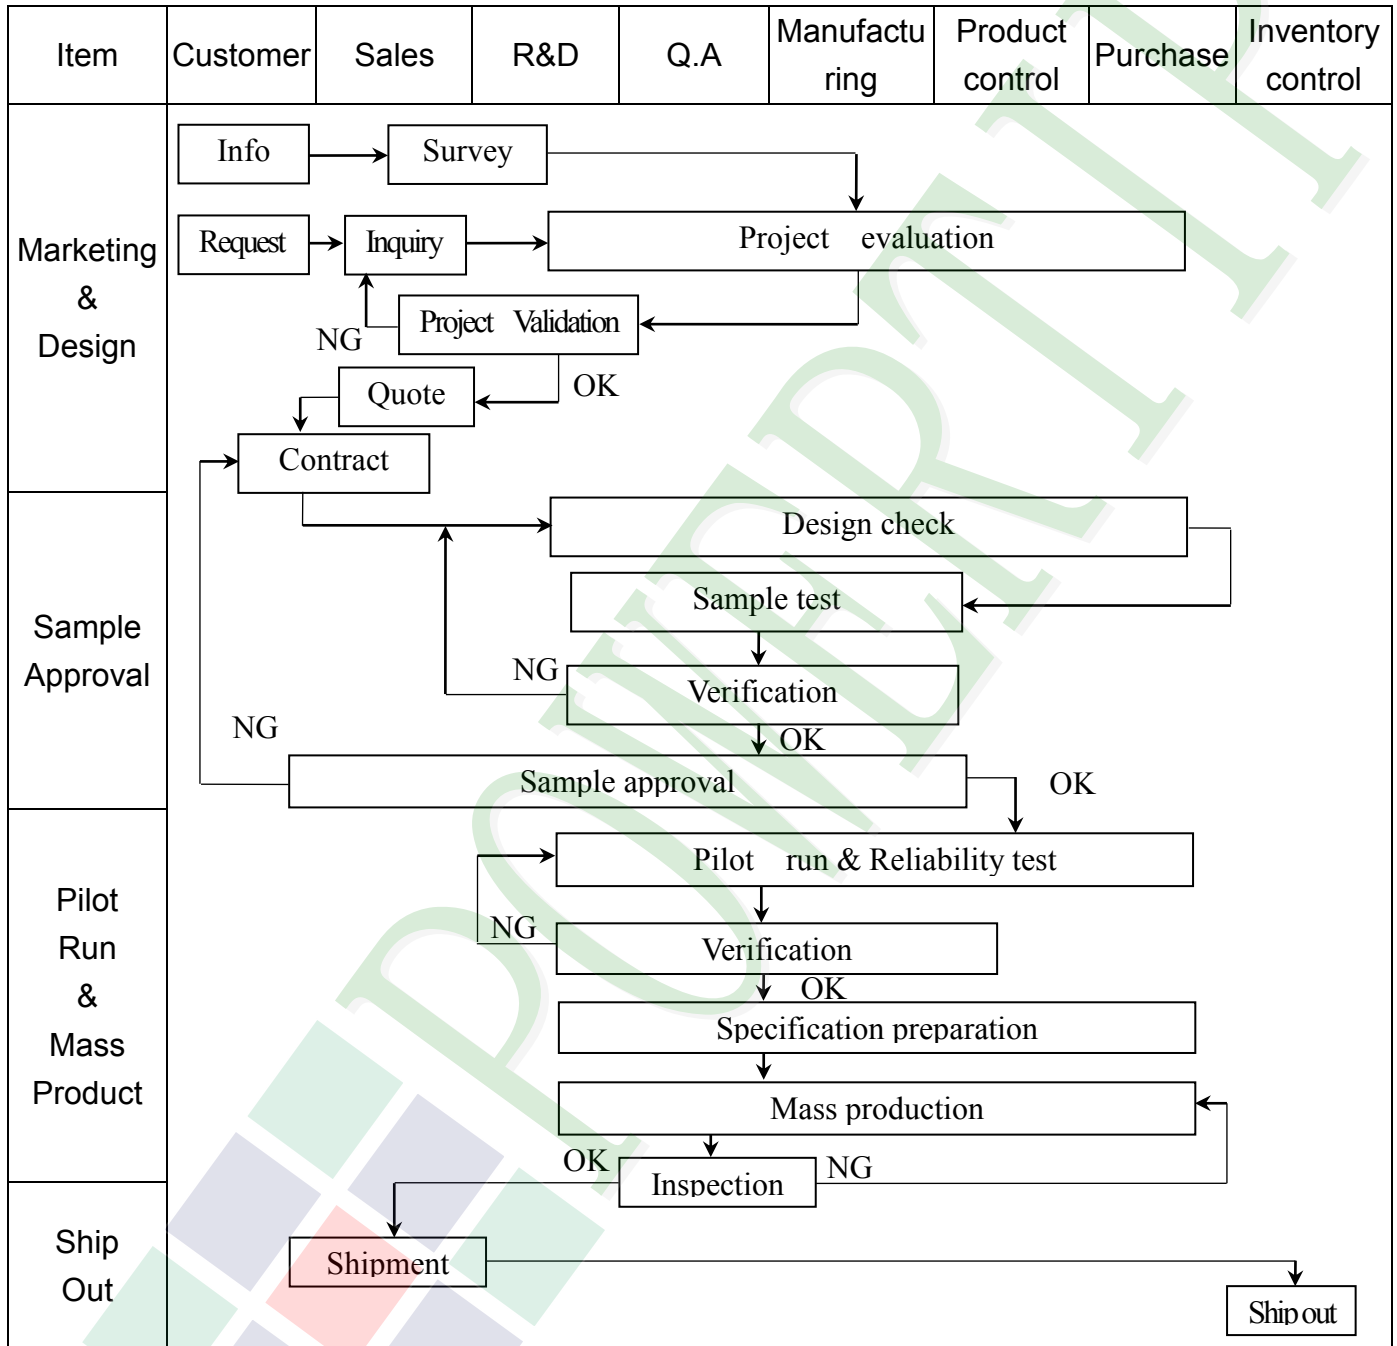 Item
Customer
Sales
R&D
Q.A
Manufactu
ring
Product
control
Purchase
Inventory
control
Marketing
&
Design
Info
Survey
Request
Inquiry
Project evaluation
Project Validation
NG
OK
Quote
Contract
Sample
Approval
Design check
Sample test
NG
Verification
OK
NG
Sample approval
OK
Pilot
Run
&
Mass
Product
Pilot run & Reliability test
NG
Verification
OK
Specification preparation
Mass production
OK
Inspection
NG
Ship
Out
Shipment
Ship out
POWERTIP